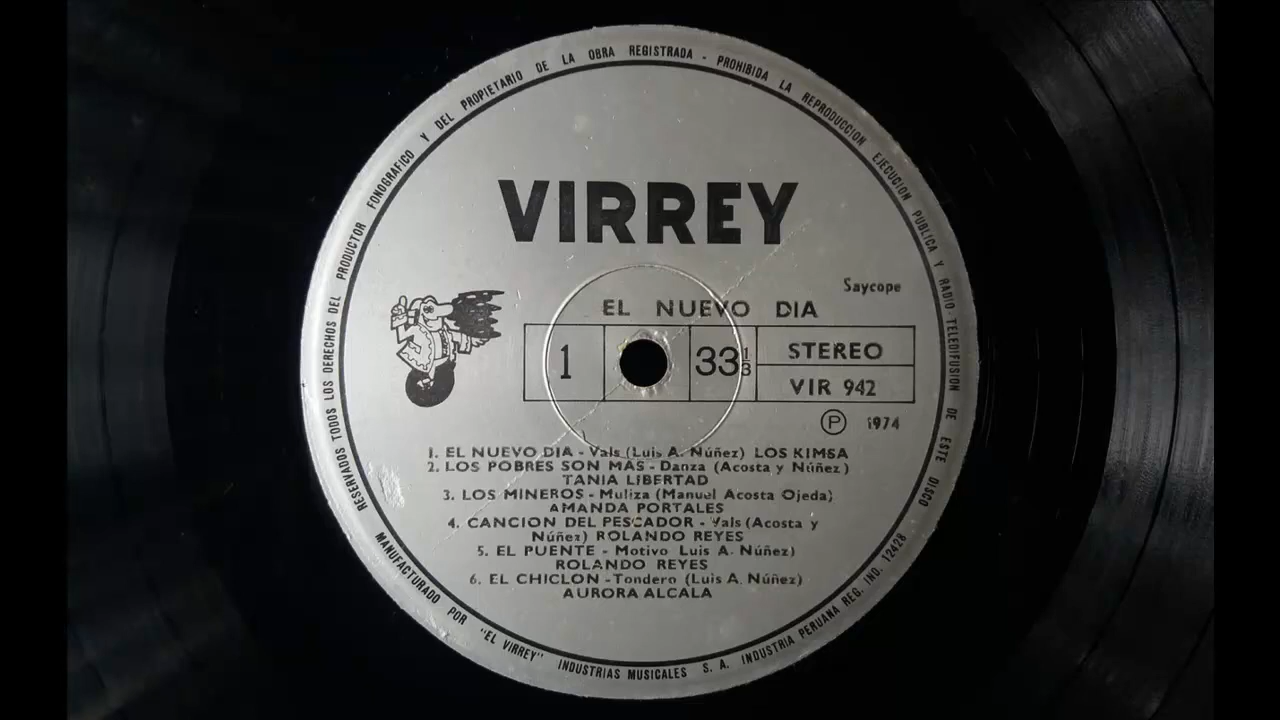 RESERVADOS TODOS LOS DERECHOS DEL PRODUCTOR FONOGRAFICO Y DEL PROPIETARIO DE LA OBRA REGISTRADA - PROHIBIDA LA REPRODUCCION EJECUCION PUBLICA Y RADIO TELEDIFUSION DE ESTE DISCO
VIRREY
Saycope
EL NUEVO DIA
1
33 1/3
STEREO
VIR 942
Ⓟ 1974
1. EL NUEVO DIA - Vals (Luis A. Núñez) LOS KIMSA
2. LOS POBRES SON MAS - Danza (Acosta y Núñez)
TANIA LIBERTAD
3. LOS MINEROS - Muliza (Manuel Acosta Ojeda)
AMANDA PORTALES
4. CANCION DEL PESCADOR - Vals (Acosta y
Núñez) ROLANDO REYES
5. EL PUENTE - Motivo Luis A. Núñez)
ROLANDO REYES
6. EL CHICLON - Tondero (Luis A. Núñez)
AURORA ALCALA
MANUFACTURADO POR "EL VIRREY" INDUSTRIAS MUSICALES S. A. INDUSTRIA PERUANA REG. IND. 12428